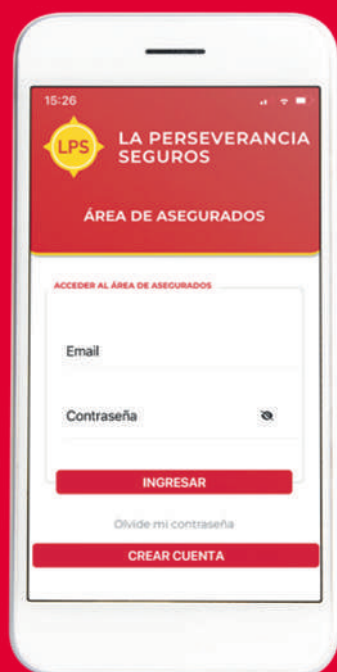 15:26
LPS
LA PERSEVERANCIA
SEGUROS
ÁREA DE ASEGURADOS
ACCEDER AL ÁREA DE ASEGURADOS
Email
Contraseña
INGRESAR
Olvide mi contraseña
CREAR CUENTA